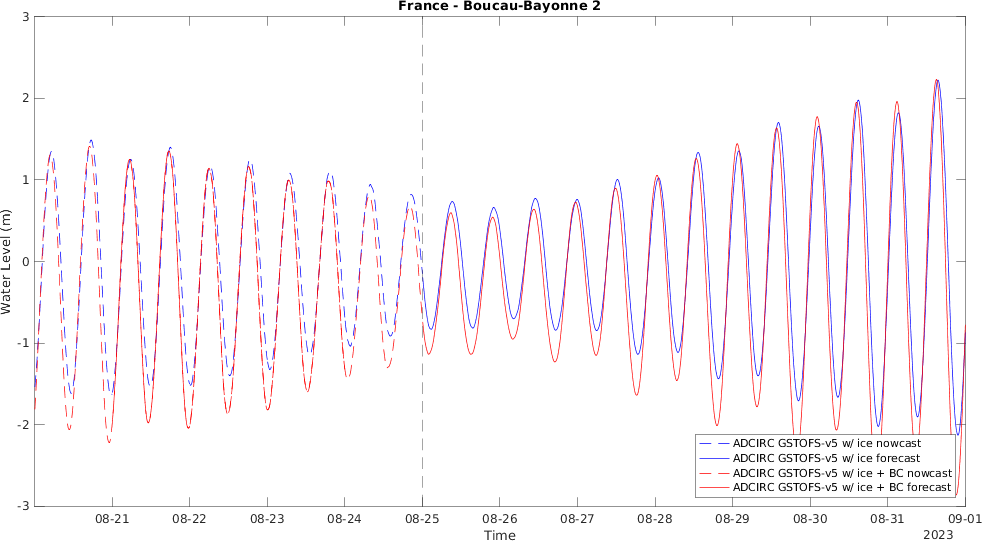 France - Boucau-Bayonne 2
3
2
1
0
-1
-2
-3
Water Level (m)
ADCIRC GSTOFS-v5 w/ ice nowcast
ADCIRC GSTOFS-v5 w/ ice forecast
ADCIRC GSTOFS-v5 w/ ice + BC nowcast
ADCIRC GSTOFS-v5 w/ ice + BC forecast
08-21 08-22 08-23 08-24 08-25 08-26 08-27 08-28 08-29 08-30 08-31 09-01
Time
2023